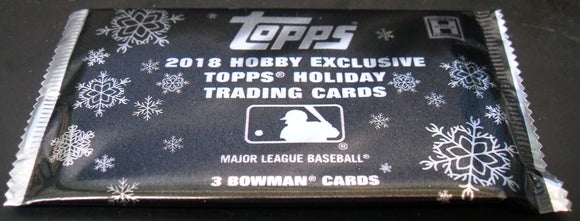 topps
H
2018 HOBBY EXCLUSIVE
TOPPS® HOLIDAY
TRADING CARDS
®
MAJOR LEAGUE BASEBALL®
3 BOWMAN® CARDS